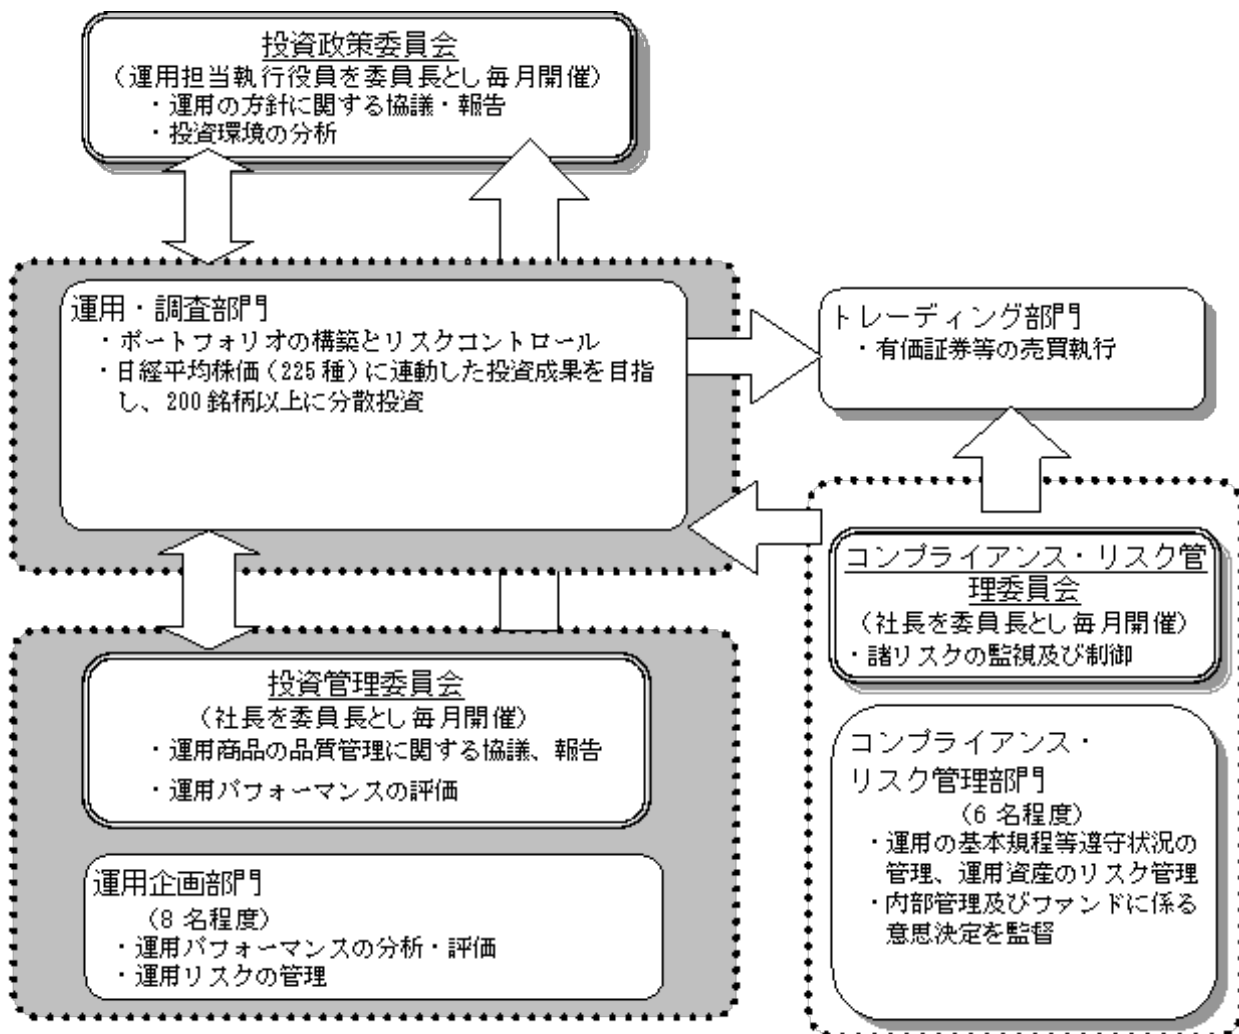 投資政策委員会
(運用担当執行役員を委員長とし毎月開催)
・運用の方針に関する協議・報告
・投資環境の分析
運用・調査部門
・ポートフォリオの構築とリスクコントロール
・日経平均株価(225種)に連動した投資成果を目指
し、200銘柄以上に分散投資
トレーディング部門
・有価証券等の売買執行
コンプライアンス・リスク管
理委員会
(社長を委員長とし毎月開催)
・諸リスクの監視及び制御
投資管理委員会
(社長を委員長とし毎月開催)
・運用商品の品質管理に関する協議、報告
・運用パフォーマンスの評価
コンプライアンス・
リスク管理部門
(6名程度)
・運用の基本規程等遵守状況の
管理、運用資産のリスク管理
・内部管理及びファンドに係る
意思決定を監督
運用企画部門
(8名程度)
・運用パフォーマンスの分析・評価
・運用リスクの管理